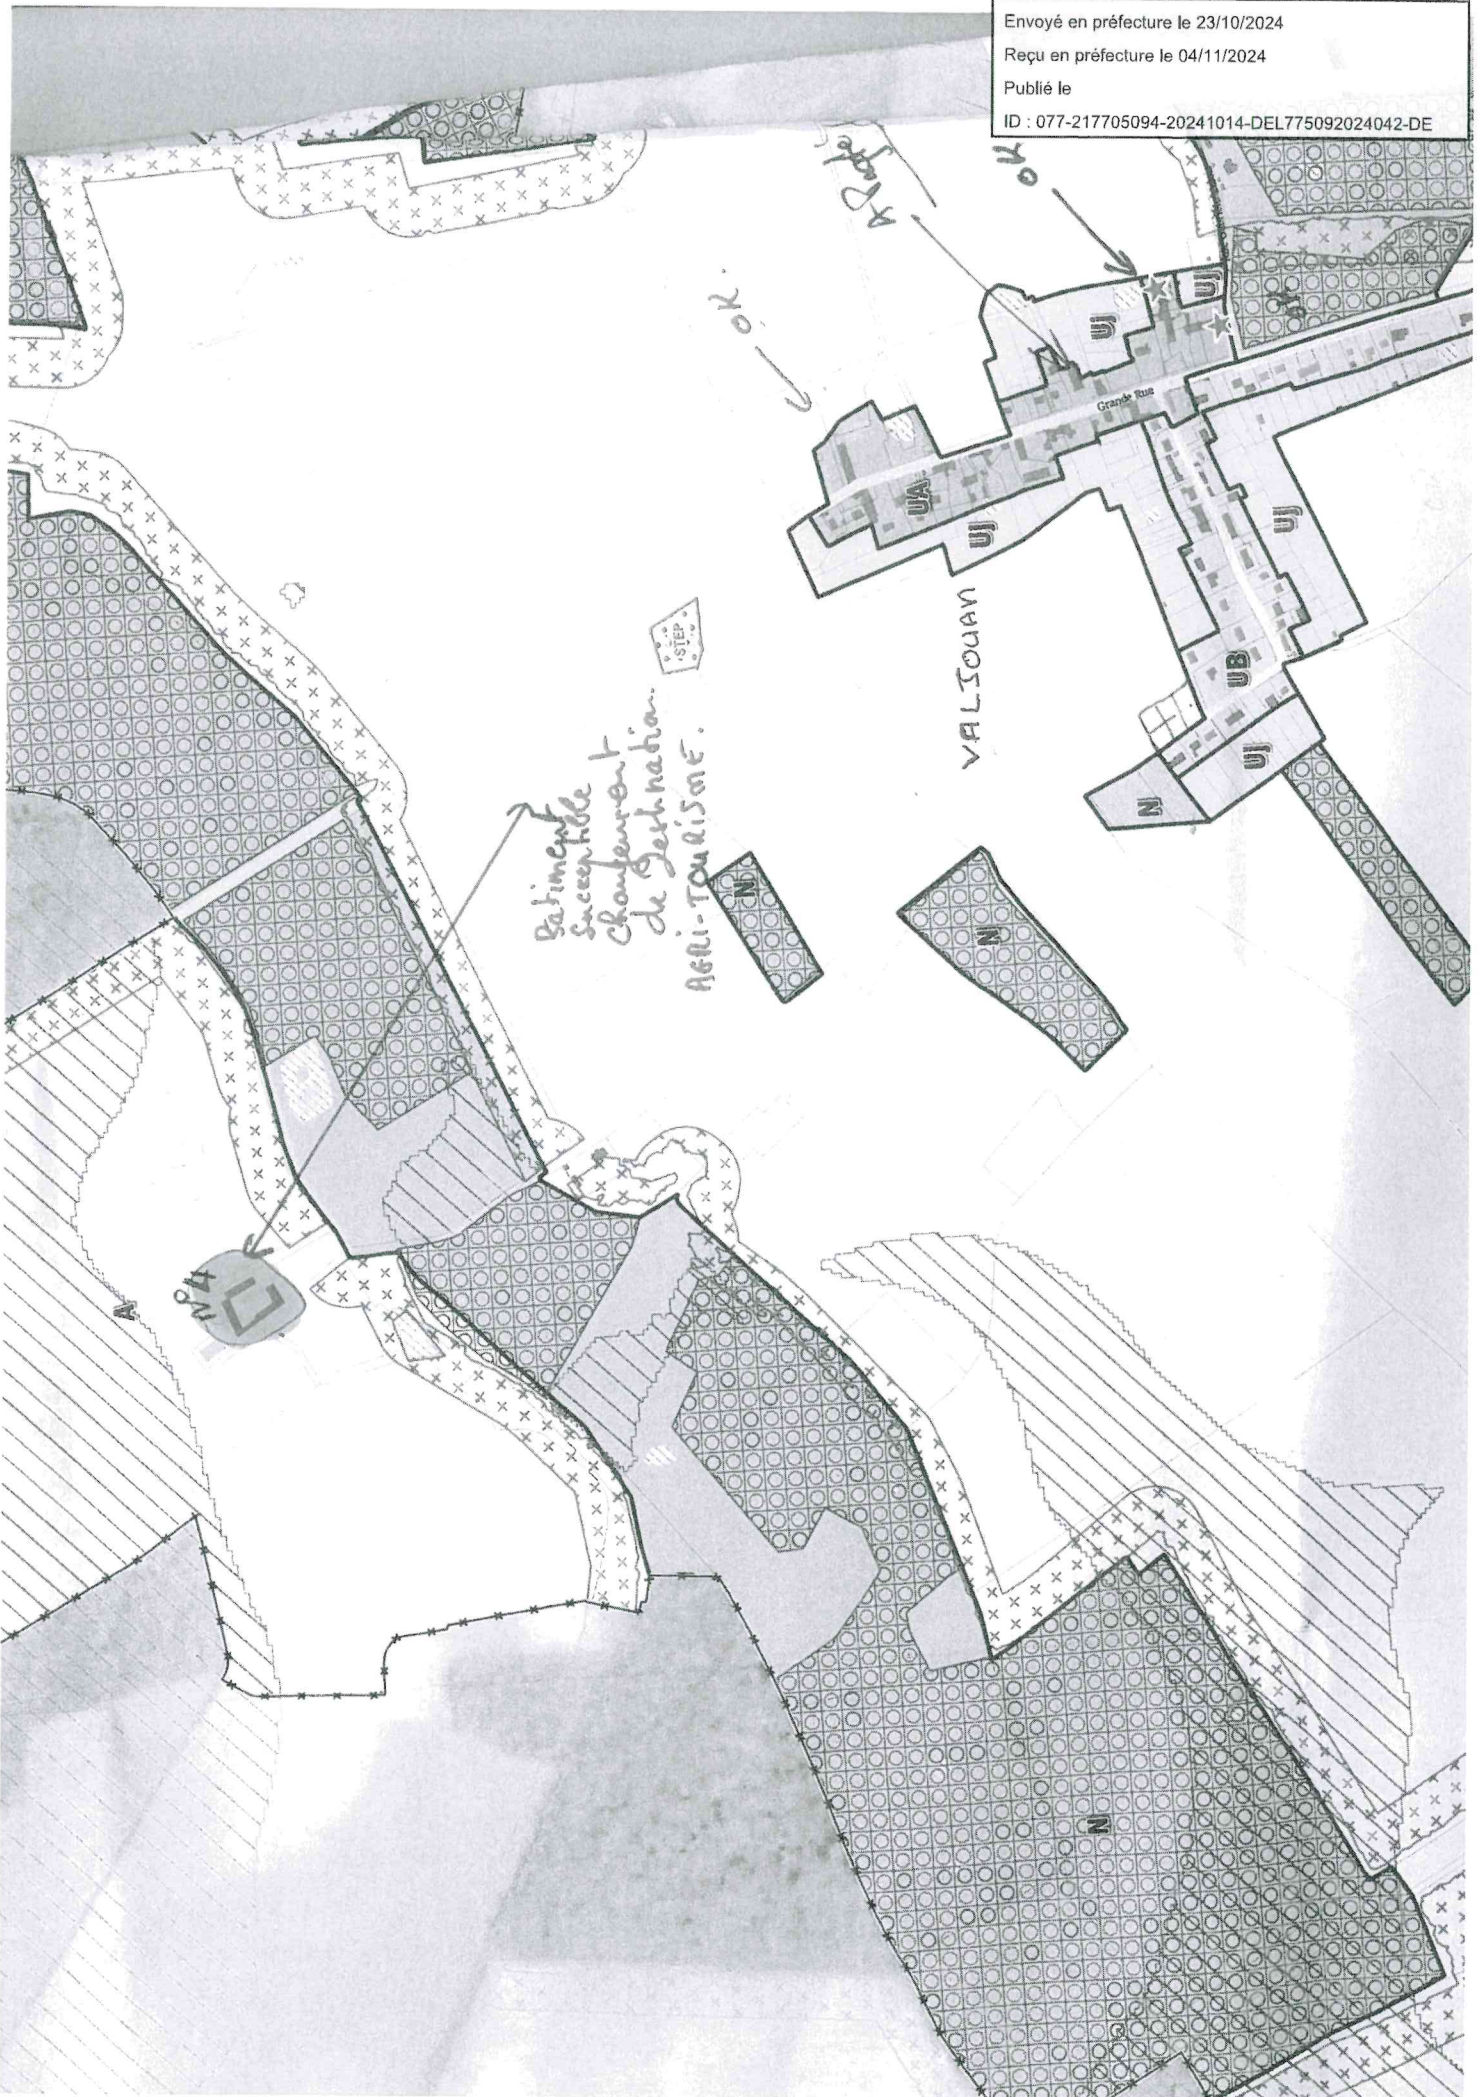 Envoyé en préfecture le 23/10/2024
Reçu en préfecture le 04/11/2024
Publié le
ID : 077-217705094-20241014-DEL775092024042-DE
OK
OK.
Uj
Uj
Grande Rue
UA
Uj
Uj
STEP
VALJOUAN
UB
Uj
N
Batiment
Succeptible
Changement
de Destination.
AGRI-TOURISME.
N
N
N°4
A
N